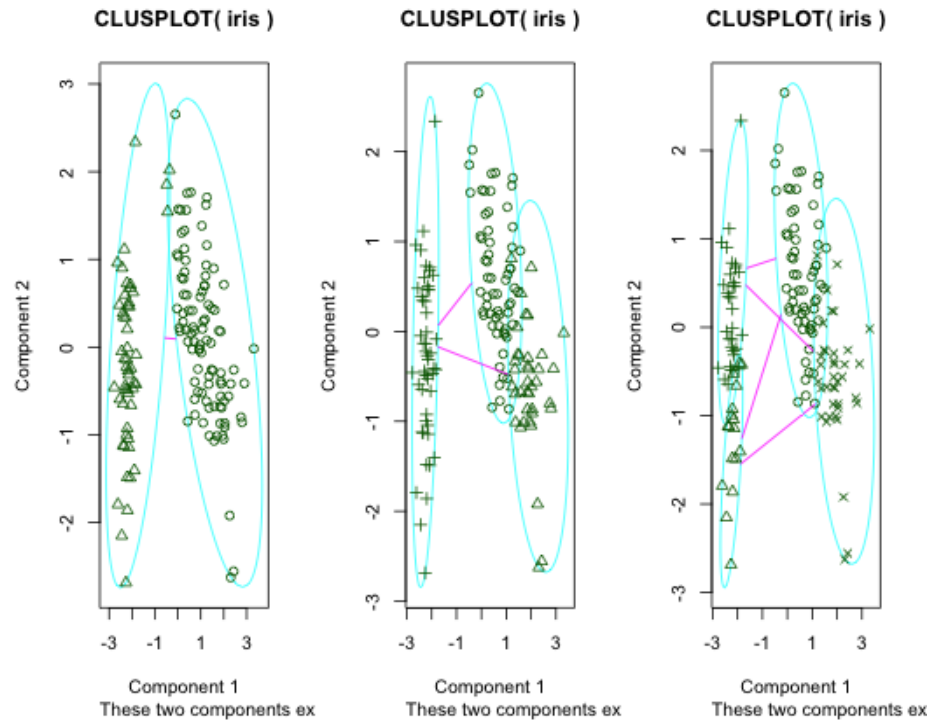 CLUSPLOT( iris )
3
2
1
0
-1
-2
Component 2
-3 -1 1 3
Component 1
These two components ex
CLUSPLOT( iris )
2
1
0
-1
-2
-3
Component 2
-3 -1 1 3
Component 1
These two components ex
CLUSPLOT( iris )
2
1
0
-1
-2
-3
Component 2
-3 -1 1 3
Component 1
These two components ex